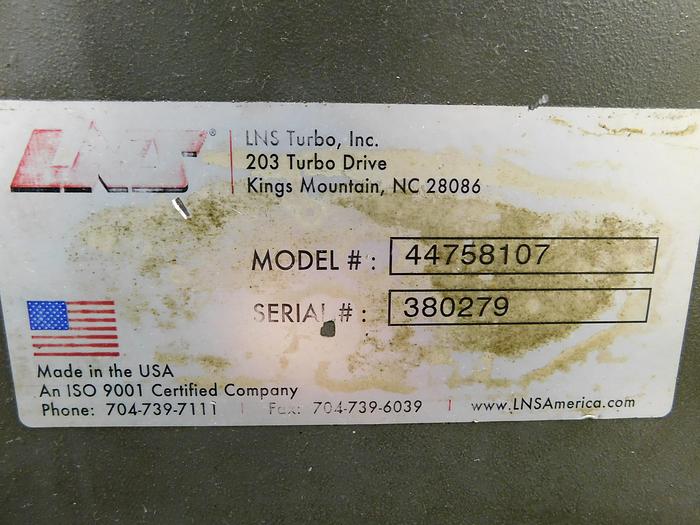 LNS®
LNS Turbo, Inc.
203 Turbo Drive
Kings Mountain, NC 28086
MODEL # : 44758107
SERIAL # : 380279
Made in the USA
An ISO 9001 Certified Company
Phone: 704-739-7111 | Fax: 704-739-6039 | www.LNSAmerica.com